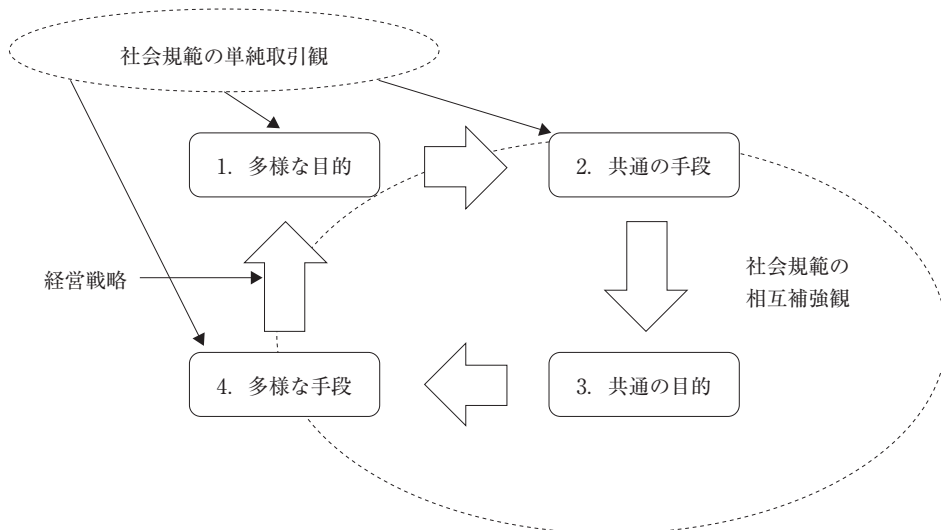 社会規範の単純取引観
1. 多様な目的
2. 共通の手段
経営戦略
社会規範の
相互補強観
4. 多様な手段
3. 共通の目的